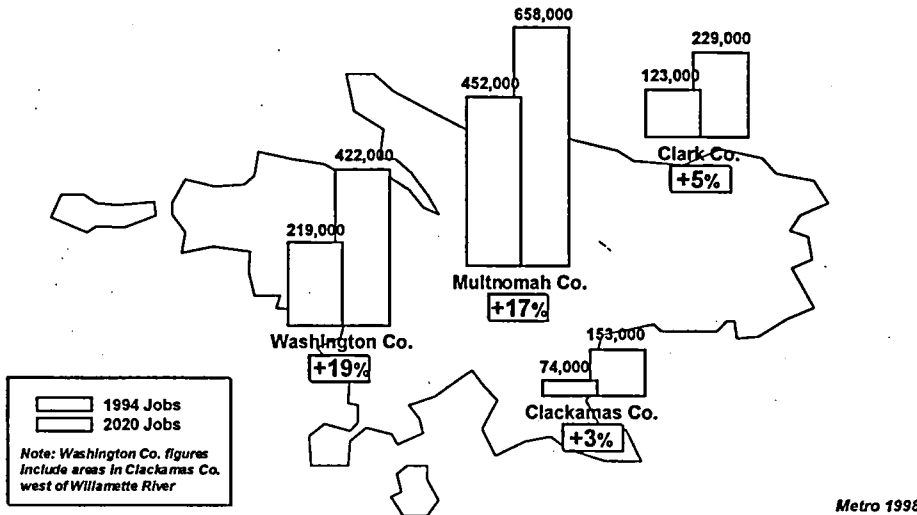 658,000
452,000
229,000
123,000
Clark Co.
+5%
422,000
219,000
Multnomah Co.
+17%
Washington Co.
+19%
153,000
74,000
Clackamas Co.
+3%
1994 Jobs
2020 Jobs
Note: Washington Co. figures
include areas in Clackamas Co.
west of Willamette River
Metro 1998